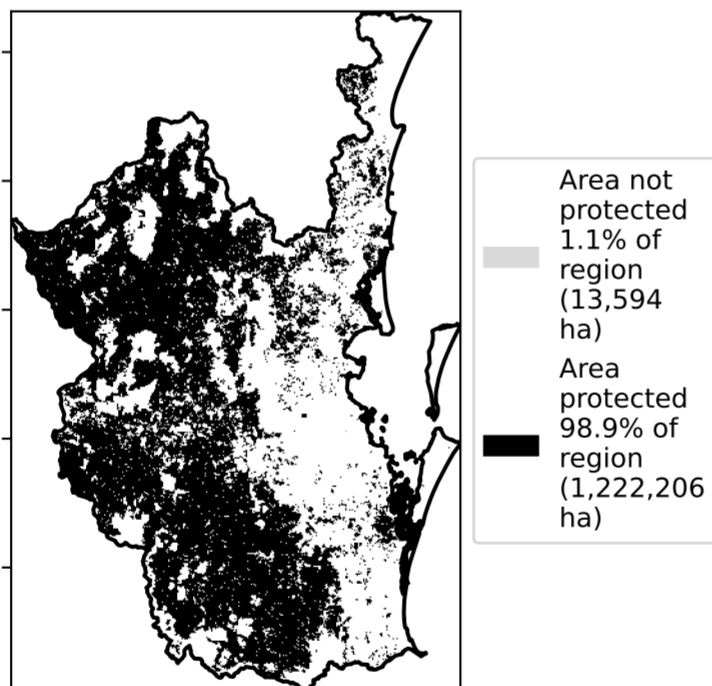 Area not
protected
1.1% of
region
(13,594
ha)
Area
protected
98.9% of
region
(1,222,206
ha)